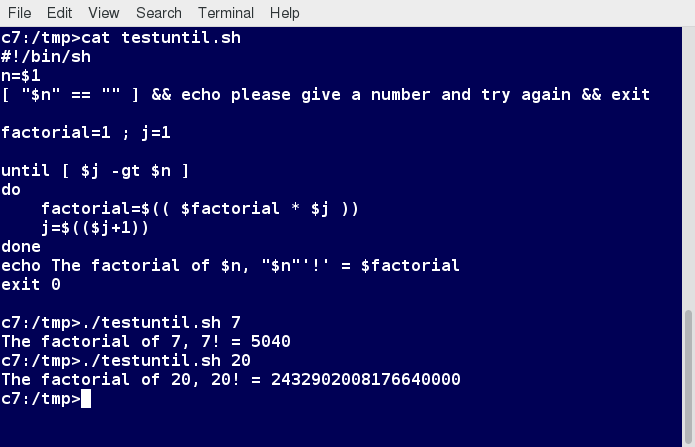 File Edit View Search Terminal Help
c7:/tmp>cat testuntil.sh
#!/bin/sh
n=$1
[ "$n" == "" ] && echo please give a number and try again && exit
factorial=1 ; j=1
until [ $j -gt $n ]
do
    factorial=$(( $factorial * $j ))
    j=$(($j+1))
done
echo The factorial of $n, "$n"'!' = $factorial
exit 0
c7:/tmp>./testuntil.sh 7
The factorial of 7, 7! = 5040
c7:/tmp>./testuntil.sh 20
The factorial of 20, 20! = 2432902008176640000
c7:/tmp>